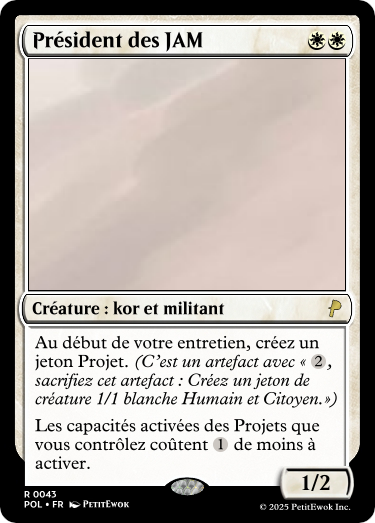 Président des JAM
Créature : kor et militant
Au début de votre entretien, créez un
jeton Projet. (C'est un artefact avec « 2,
sacrifiez cet artefact : Créez un jeton de
créature 1/1 blanche Humain et Citoyen.»)
Les capacités activées des Projets que
vous contrôlez coûtent 1 de moins à
activer.
1/2
R 0043
POL • FR PetitEwok
© 2025 PetitEwok Inc.